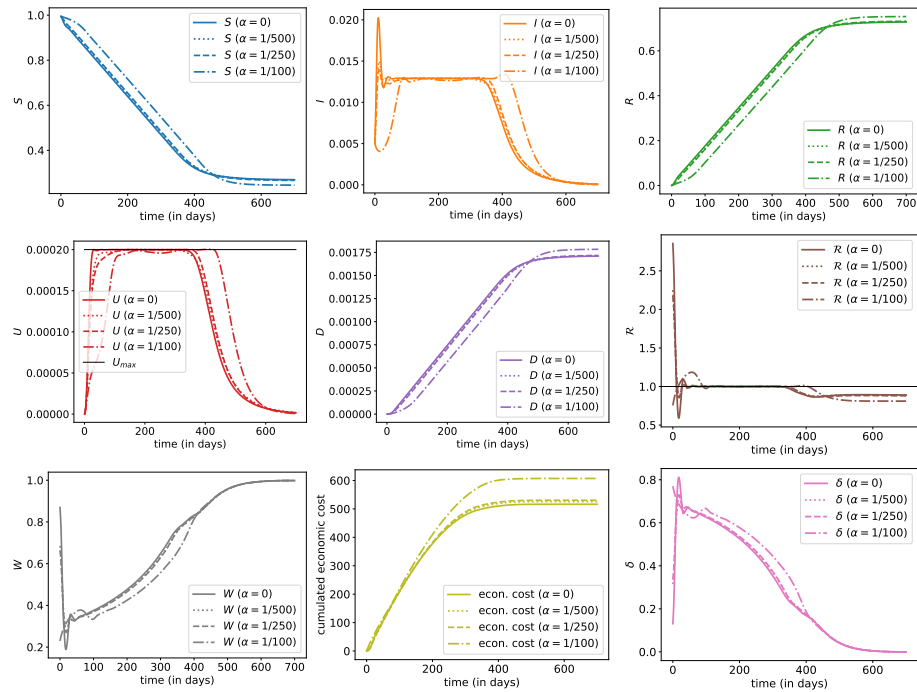 1.0
0.8
0.6
0.4
S
0
200
400
600
time (in days)
S (α = 0)
S (α = 1/500)
S (α = 1/250)
S (α = 1/100)
0.020
0.015
0.010
0.005
0.000
I
0
200
400
600
time (in days)
I (α = 0)
I (α = 1/500)
I (α = 1/250)
I (α = 1/100)
0.6
0.4
0.2
0.0
R
0
100
200
300
400
500
600
700
time (in days)
R (α = 0)
R (α = 1/500)
R (α = 1/250)
R (α = 1/100)
0.00020
0.00015
0.00010
0.00005
0.00000
U
0
200
400
600
time (in days)
U (α = 0)
U (α = 1/500)
U (α = 1/250)
U (α = 1/100)
Umax
0.00175
0.00150
0.00125
0.00100
0.00075
0.00050
0.00025
0.00000
D
0
200
400
600
time (in days)
D (α = 0)
D (α = 1/500)
D (α = 1/250)
D (α = 1/100)
2.5
2.0
1.5
1.0
0.5
ℛ
0
200
400
600
time (in days)
ℛ (α = 0)
ℛ (α = 1/500)
ℛ (α = 1/250)
ℛ (α = 1/100)
1.0
0.8
0.6
0.4
0.2
W
0
100
200
300
400
500
600
700
time (in days)
W (α = 0)
W (α = 1/500)
W (α = 1/250)
W (α = 1/100)
600
500
400
300
200
100
0
cumulated economic cost
0
200
400
600
time (in days)
econ. cost (α = 0)
econ. cost (α = 1/500)
econ. cost (α = 1/250)
econ. cost (α = 1/100)
0.8
0.6
0.4
0.2
0.0
δ
0
200
400
600
time (in days)
δ (α = 0)
δ (α = 1/500)
δ (α = 1/250)
δ (α = 1/100)